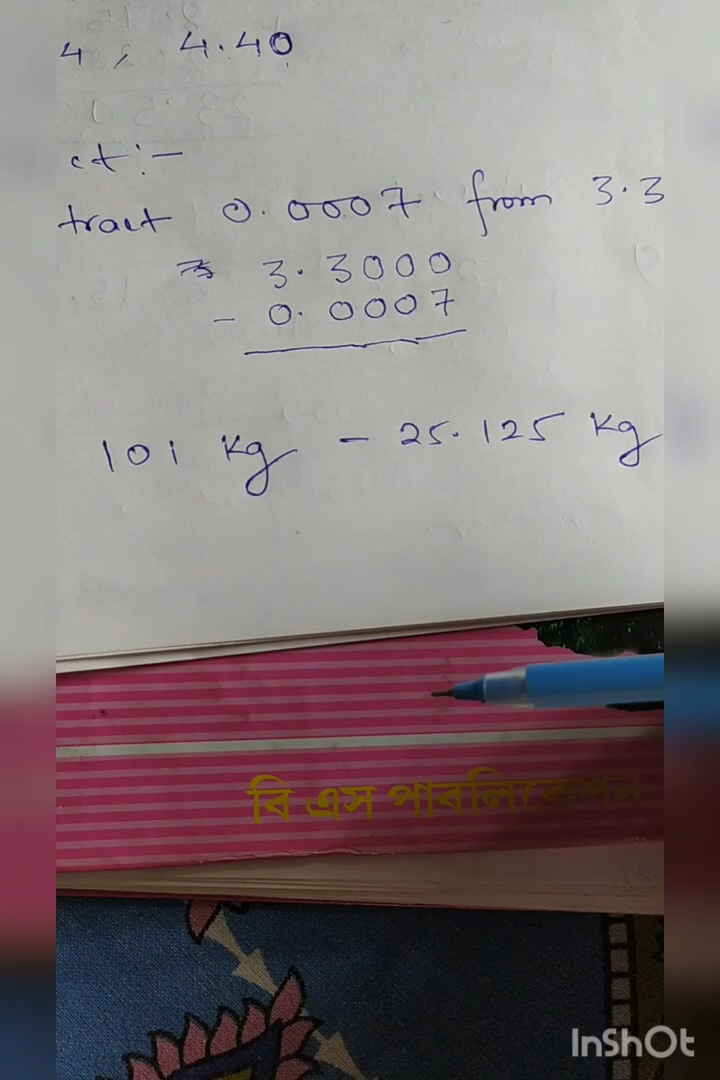 4, 4.40
ct:-
tract 0.0007 from 3.3
3.3000
- 0.0007
101 kg - 25.125 kg
বি এস পাবলিকেশন
InShOt